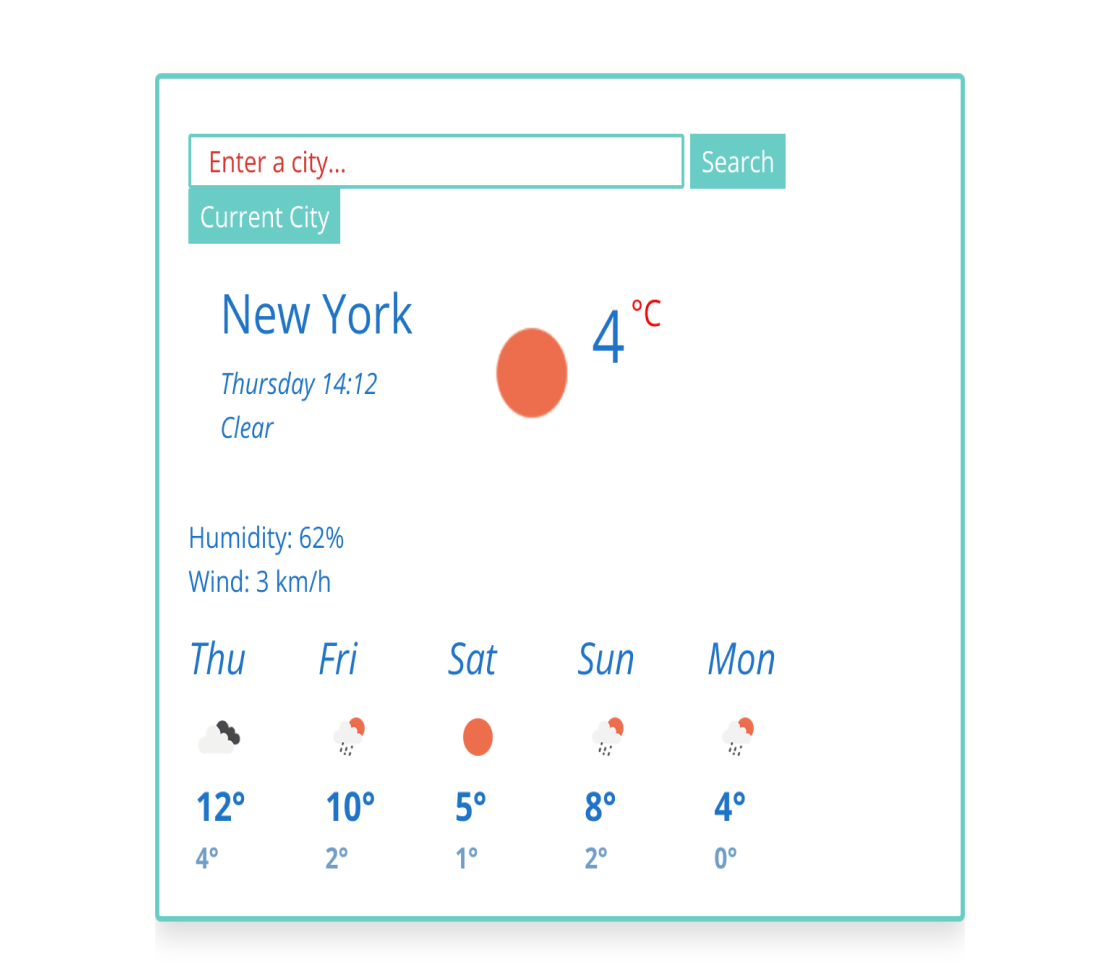 Enter a city... Search
Current City
New York
4 °C
Thursday 14:12
Clear
Humidity: 62%
Wind: 3 km/h
Thu Fri Sat Sun Mon
12° 10° 5° 8° 4°
4° 2° 1° 2° 0°